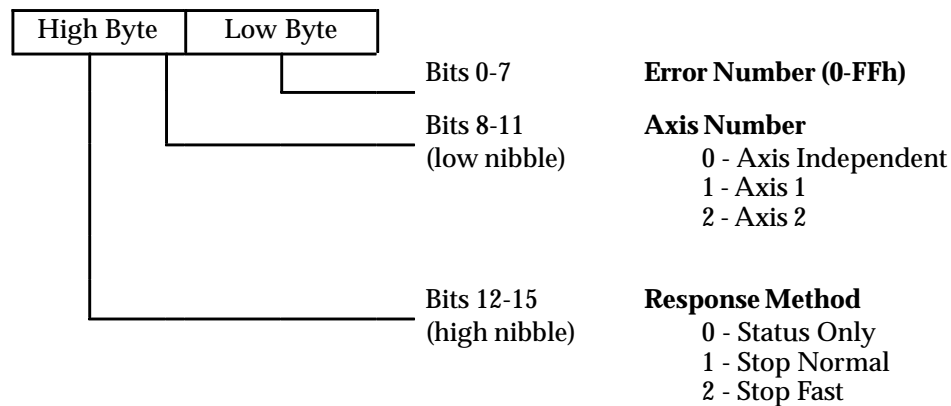 High Byte Low Byte
Bits 0-7 Error Number (0-FFh)
Bits 8-11 Axis Number
(low nibble) 0 - Axis Independent
1 - Axis 1
2 - Axis 2
Bits 12-15 Response Method
(high nibble) 0 - Status Only
1 - Stop Normal
2 - Stop Fast